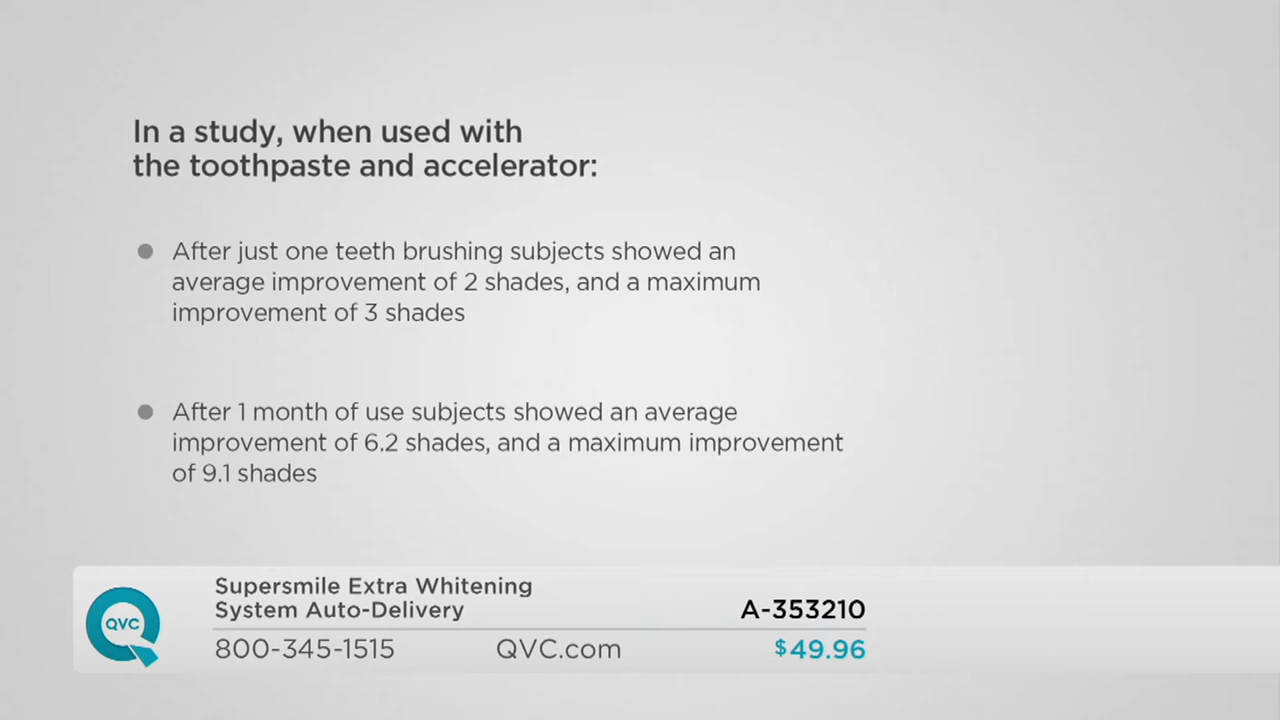 In a study, when used with
the toothpaste and accelerator:
After just one teeth brushing subjects showed an
average improvement of 2 shades, and a maximum
improvement of 3 shades
After 1 month of use subjects showed an average
improvement of 6.2 shades, and a maximum improvement
of 9.1 shades
QVC
Supersmile Extra Whitening
System Auto-Delivery
A-353210
800-345-1515
QVC.com
$49.96